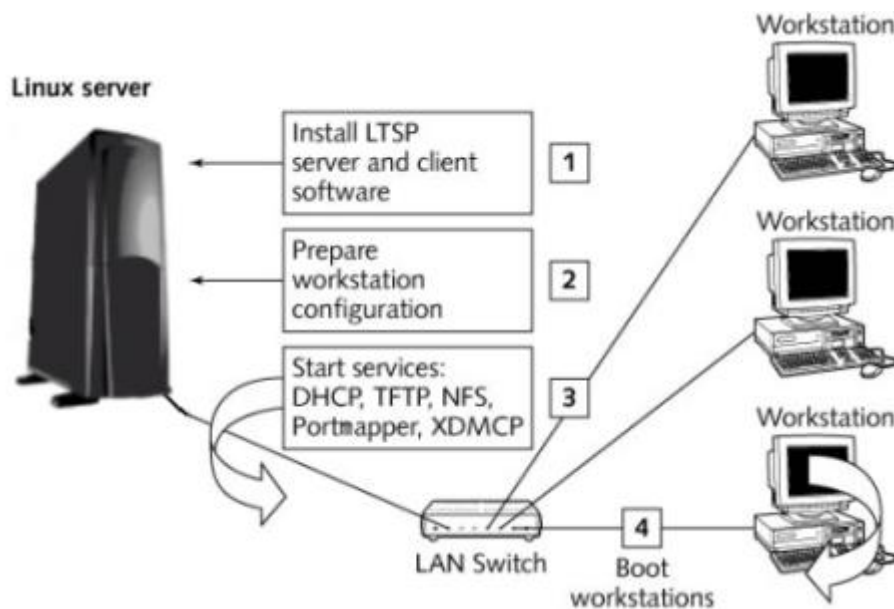 Workstation
Linux server
Install LTSP
server and client
software
1
Workstation
Prepare
workstation
configuration
2
Start services:
DHCP, TFTP, NFS,
Portmapper, XDMCP
3
Workstation
4
LAN Switch
Boot
workstations